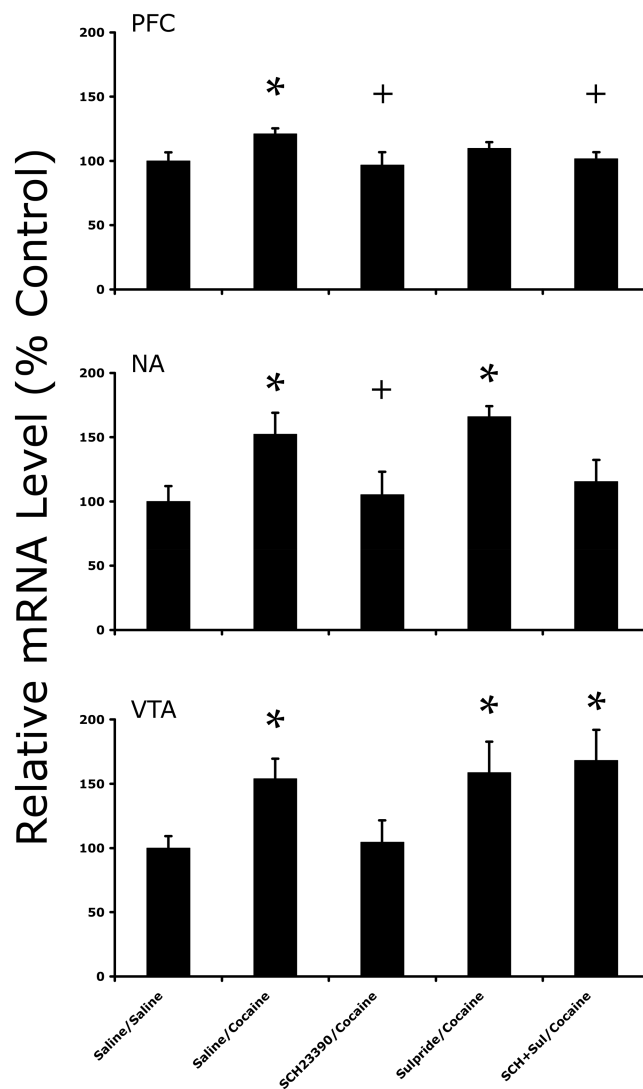 Relative mRNA Level (% Control)
PFC
200
*
+
+
150
100
50
0
NA
200
*
+
*
150
100
50
0
VTA
200
*
*
*
150
100
50
0
Saline/Saline
Saline/Cocaine
SCH23390/Cocaine
Sulpride/Cocaine
SCH+Sul/Cocaine